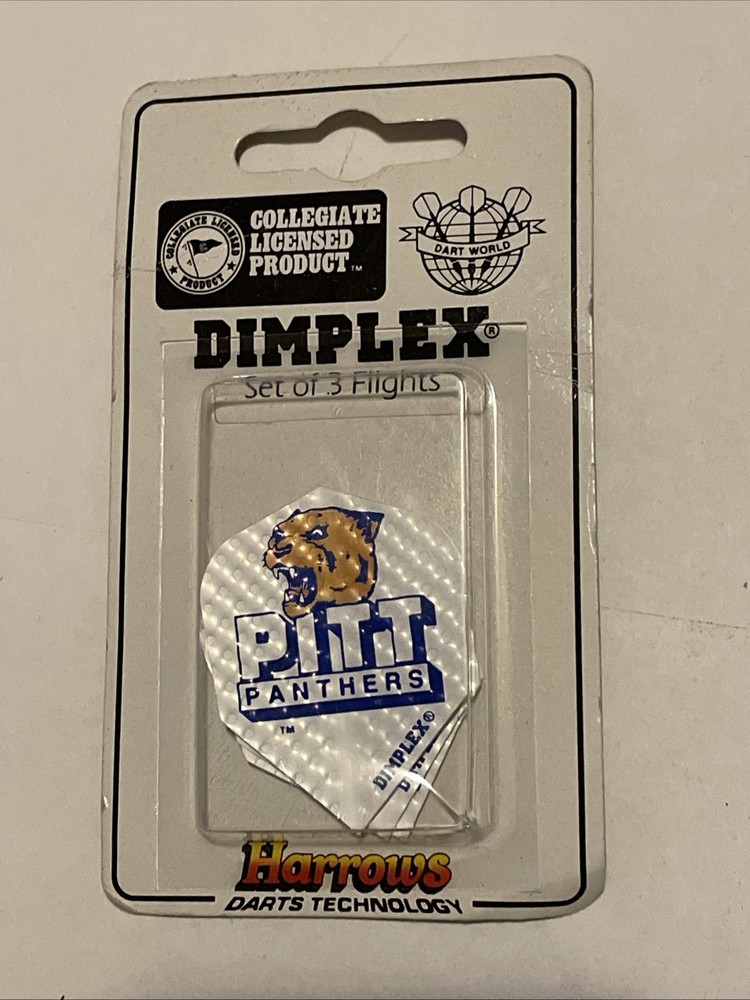 COLLEGIATE LICENSED
PRODUCT
COLLEGIATE
LICENSED
PRODUCT™
DART WORLD
DIMPLEX®
Set of 3 Flights
PITT
PANTHERS
™
DIMPLEX®
Harrows
DARTS TECHNOLOGY